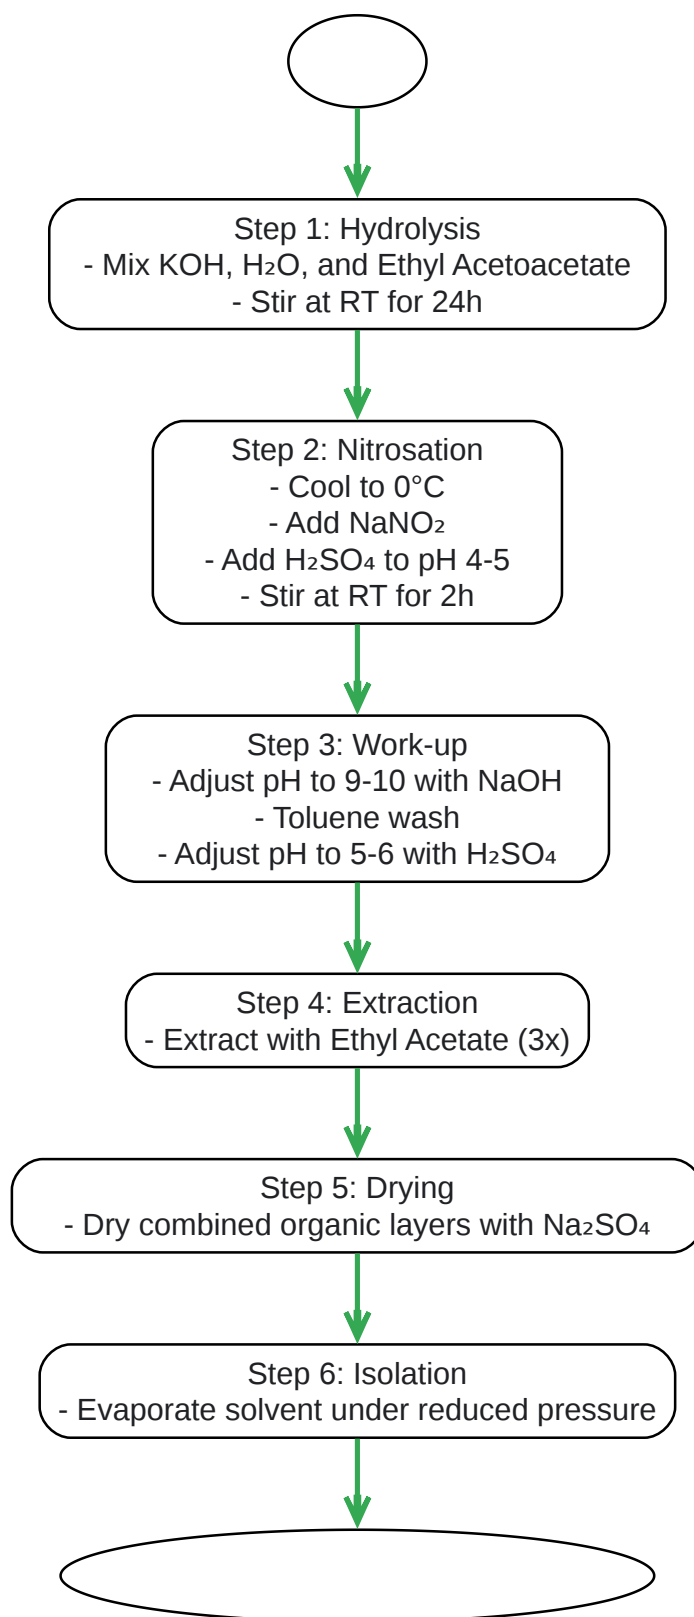 Step 1: Hydrolysis
- Mix KOH, H₂O, and Ethyl Acetoacetate
- Stir at RT for 24h
Step 2: Nitrosation
- Cool to 0°C
- Add NaNO₂
- Add H₂SO₄ to pH 4-5
- Stir at RT for 2h
Step 3: Work-up
- Adjust pH to 9-10 with NaOH
- Toluene wash
- Adjust pH to 5-6 with H₂SO₄
Step 4: Extraction
- Extract with Ethyl Acetate (3x)
Step 5: Drying
- Dry combined organic layers with Na₂SO₄
Step 6: Isolation
- Evaporate solvent under reduced pressure